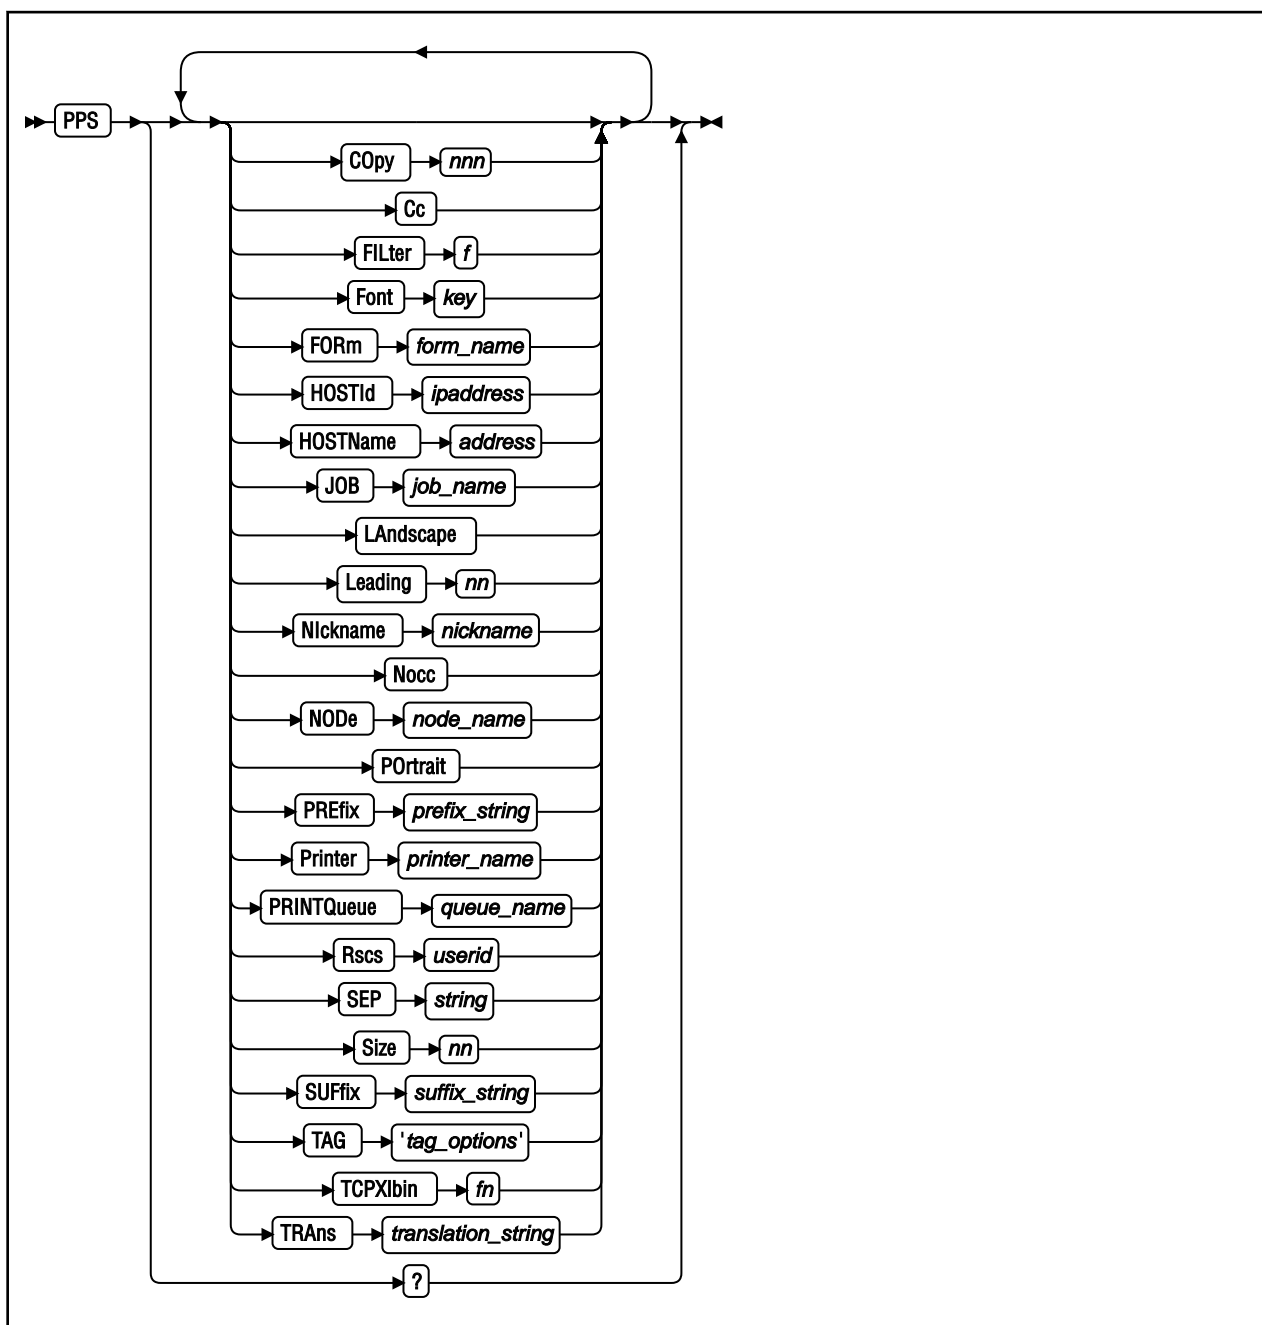 PPS
COpy nnn
Cc
FILter f
Font key
FORm form_name
HOSTId ipaddress
HOSTName address
JOB job_name
LAndscape
Leading nn
NIckname nickname
Nocc
NODe node_name
POrtrait
PREfix prefix_string
Printer printer_name
PRINTQueue queue_name
Rscs userid
SEP string
Size nn
SUFfix suffix_string
TAG 'tag_options'
TCPXlbin fn
TRAns translation_string
?